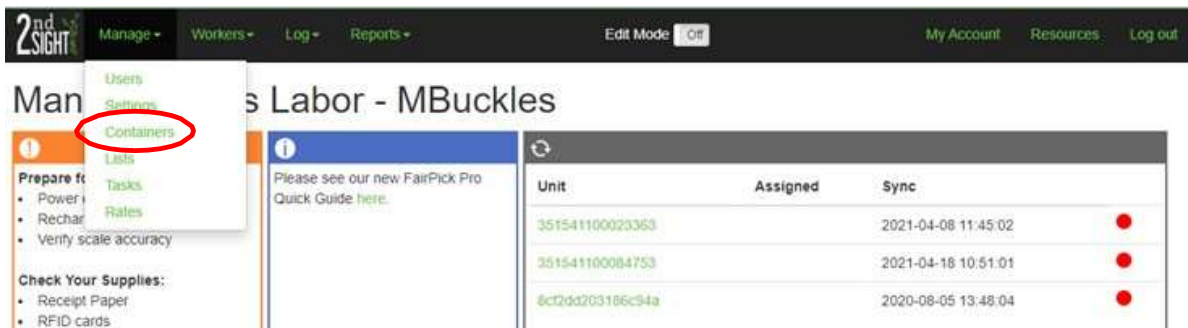 2nd SIGHT Manage Workers Log Reports Edit Mode Off My Account Resources Log out
Users
Settings
Containers
Lists
Tasks
Rates
Man s Labor - MBuckles
Prepare fo
• Power
• Rechar
• Verify scale accuracy
Check Your Supplies:
• Receipt Paper
• RFID cards
Please see our new FairPick Pro
Quick Guide here.
Unit Assigned Sync
351541100023363 2021-04-08 11:45:02
351541100084753 2021-04-18 10:51:01
6cf2dd203186c94a 2020-08-05 13:48:04